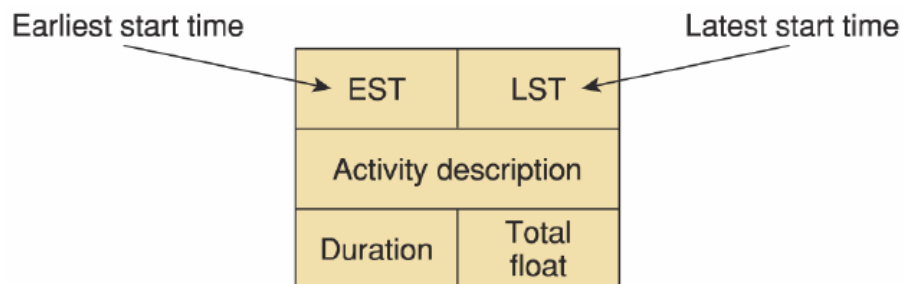 Earliest start time
Latest start time
EST
LST
Activity description
Duration
Total
float